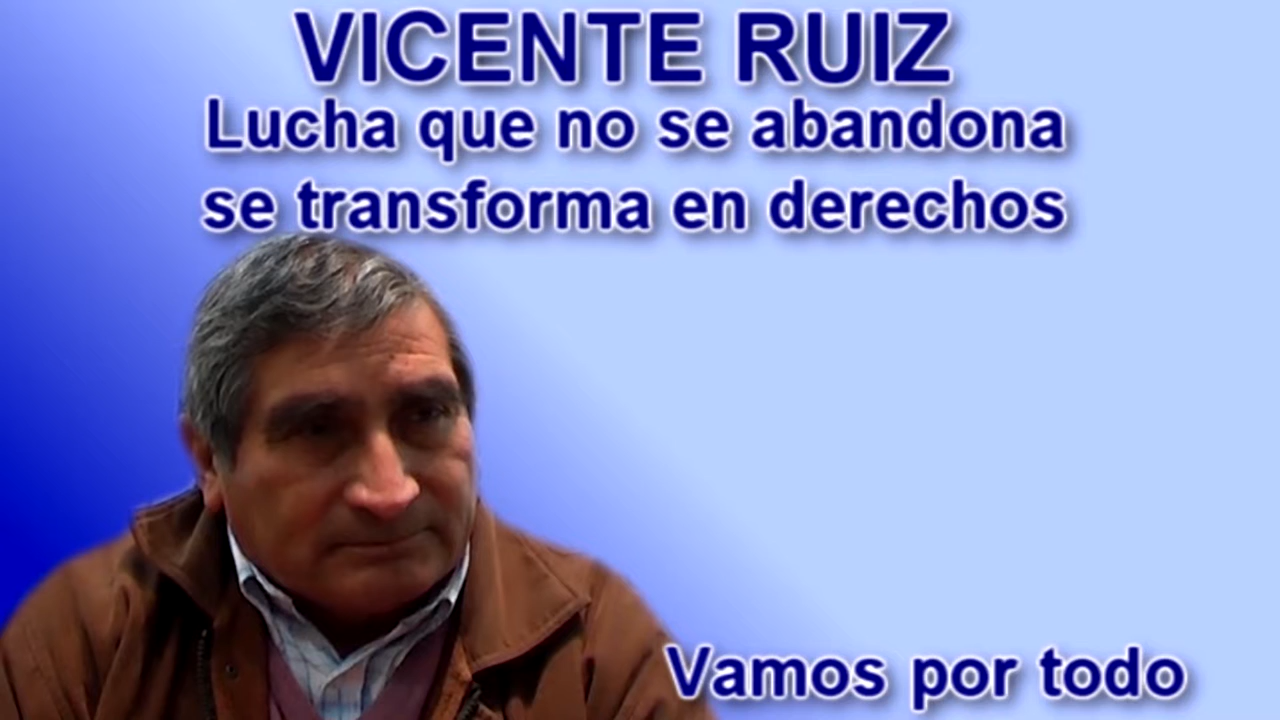 VICENTE RUIZ
Lucha que no se abandona
se transforma en derechos
Vamos por todo